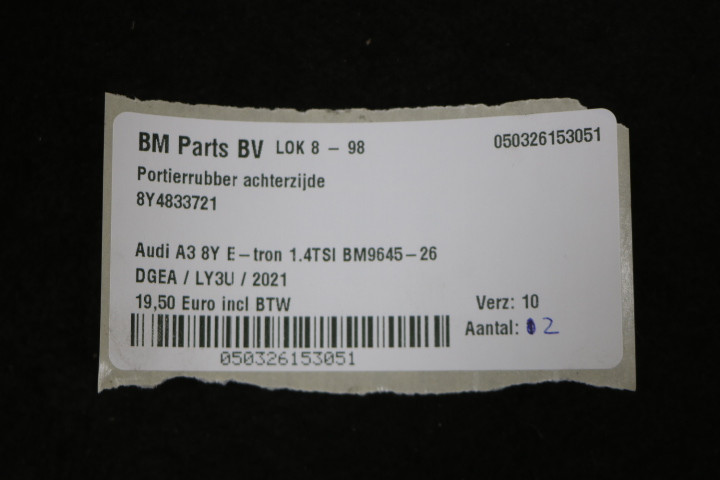 BM Parts BV LOK 8 - 98 050326153051
Portierrubber achterzijde
8Y4833721
Audi A3 8Y E-tron 1.4TSI BM9645-26
DGEA / LY3U / 2021
19,50 Euro incl BTW Verz: 10
Aantal: 2
050326153051